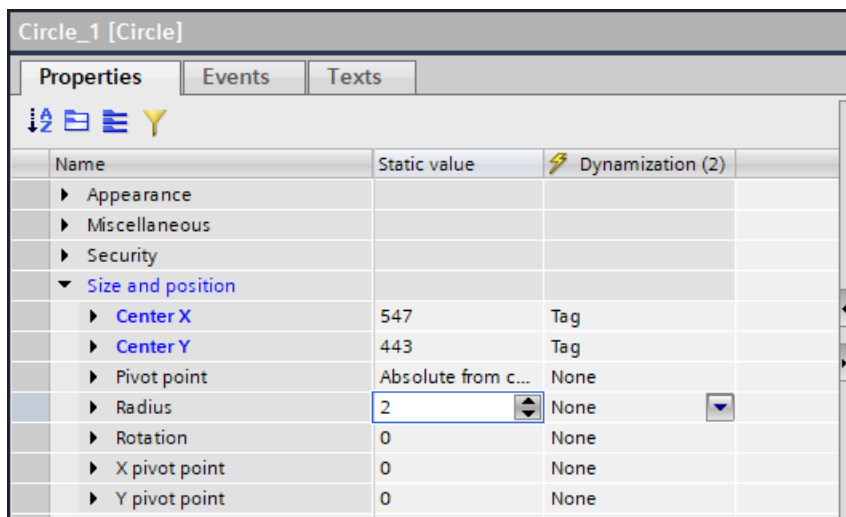 Circle_1 [Circle]
Properties Events Texts
Name Static value Dynamization (2)
Appearance
Miscellaneous
Security
Size and position
Center X 547 Tag
Center Y 443 Tag
Pivot point Absolute from c... None
Radius 2 None
Rotation 0 None
X pivot point 0 None
Y pivot point 0 None